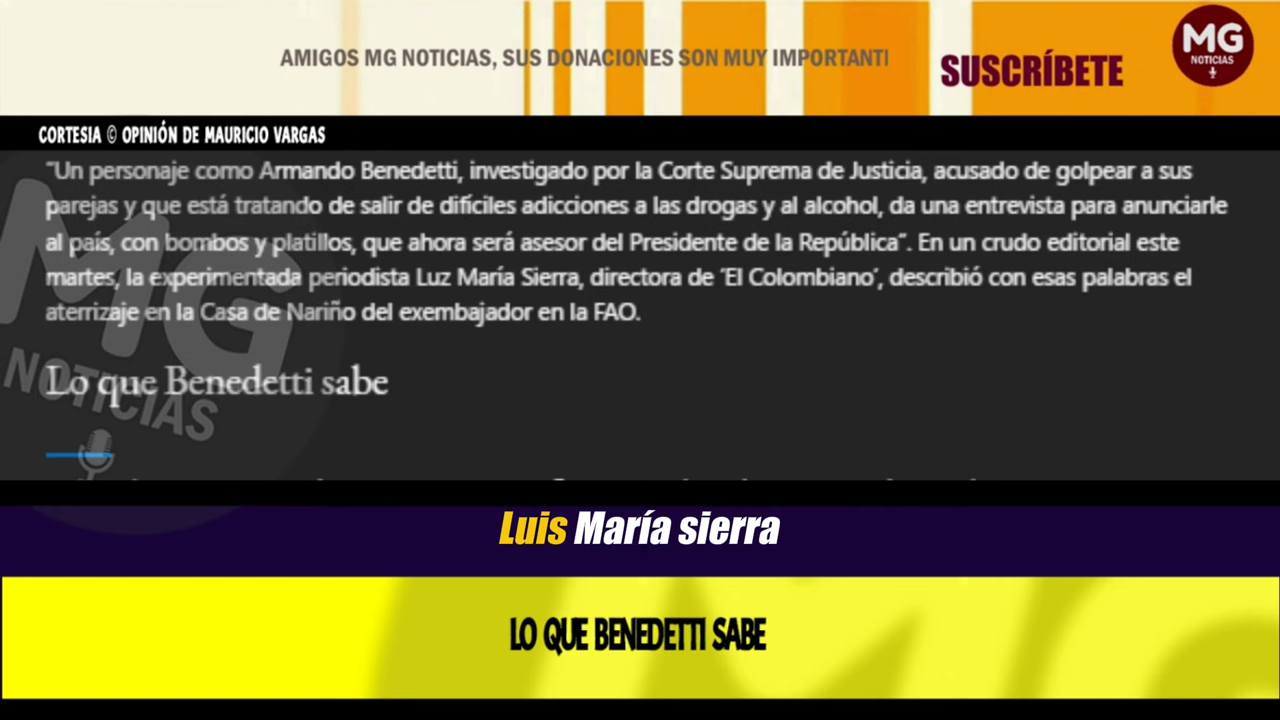 AMIGOS MG NOTICIAS, SUS DONACIONES SON MUY IMPORTANTI
SUSCRÍBETE
MG
NOTICIAS
CORTESIA © OPINIÓN DE MAURICIO VARGAS
"Un personaje como Armando Benedetti, investigado por la Corte Suprema de Justicia, acusado de golpear a sus
parejas y que está tratando de salir de difíciles adicciones a las drogas y al alcohol, da una entrevista para anunciarle
al país, con bombos y platillos, que ahora será asesor del Presidente de la República". En un crudo editorial este
martes, la experimentada periodista Luz María Sierra, directora de 'El Colombiano', describió con esas palabras el
aterrizaje en la Casa de Nariño del exembajador en la FAO.
MG
NOTICIAS
Lo que Benedetti sabe
Luis María sierra
LO QUE BENEDETTI SABE